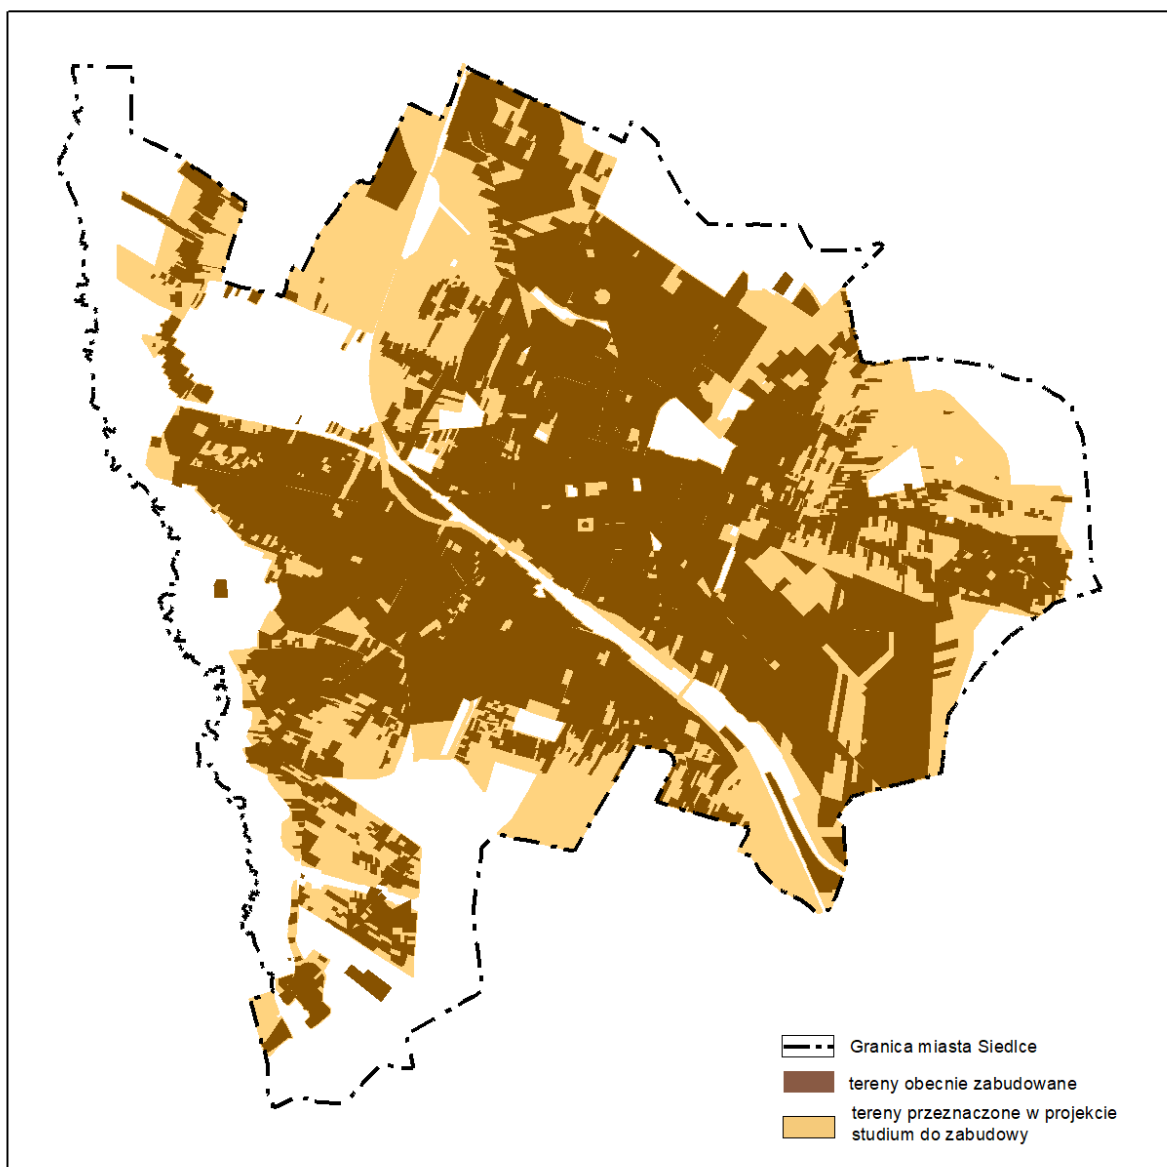 Granica miasta Siedlce
tereny obecnie zabudowane
tereny przeznaczone w projekcie
studium do zabudowy